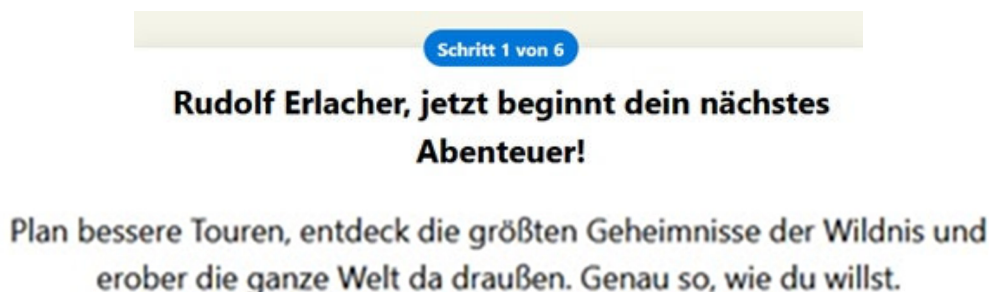 Schritt 1 von 6
Rudolf Erlacher, jetzt beginnt dein nächstes
Abenteuer!
Plan bessere Touren, entdeck die größten Geheimnisse der Wildnis und
erober die ganze Welt da draußen. Genau so, wie du willst.